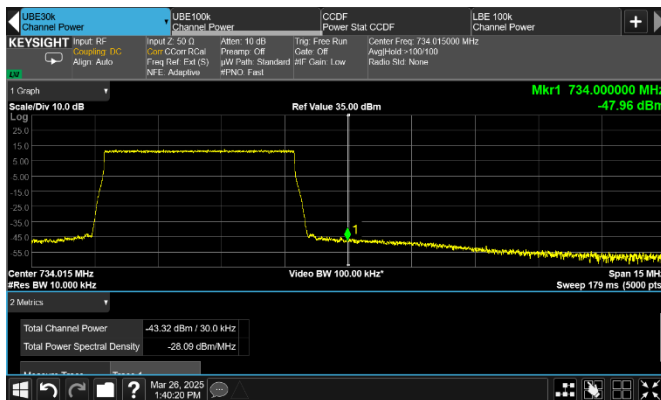 UBE30k
Channel Power
UBE100k
Channel Power
CCDF
Power Stat CCDF
LBE 100k
Channel Power
KEYSIGHT
Input: RF
Coupling: DC
Align: Auto
Input Z: 50 Ω
Corr CCorr RCal
Freq Ref: Ext (S)
NFE: Adaptive
Atten: 10 dB
Preamp: Off
µW Path: Standard
#PNO: Fast
Trig: Free Run
Gate: Off
#IF Gain: Low
Center Freq: 734.015000 MHz
Avg|Hold:>100/100
Radio Std: None
1 Graph
Mkr1 734.000000 MHz
Scale/Div 10.0 dB
Ref Value 35.00 dBm
-47.96 dBm
Log
25.0
15.0
5.00
-5.00
-15.0
-25.0
-35.0
-45.0
-55.0
1
Center 734.015 MHz
Video BW 100.00 kHz*
Span 15 MHz
#Res BW 10.000 kHz
Sweep 179 ms (5000 pts
2 Metrics
Total Channel Power -43.32 dBm / 30.0 kHz
Total Power Spectral Density -28.09 dBm/MHz
?
Mar 26, 2025
1:40:20 PM